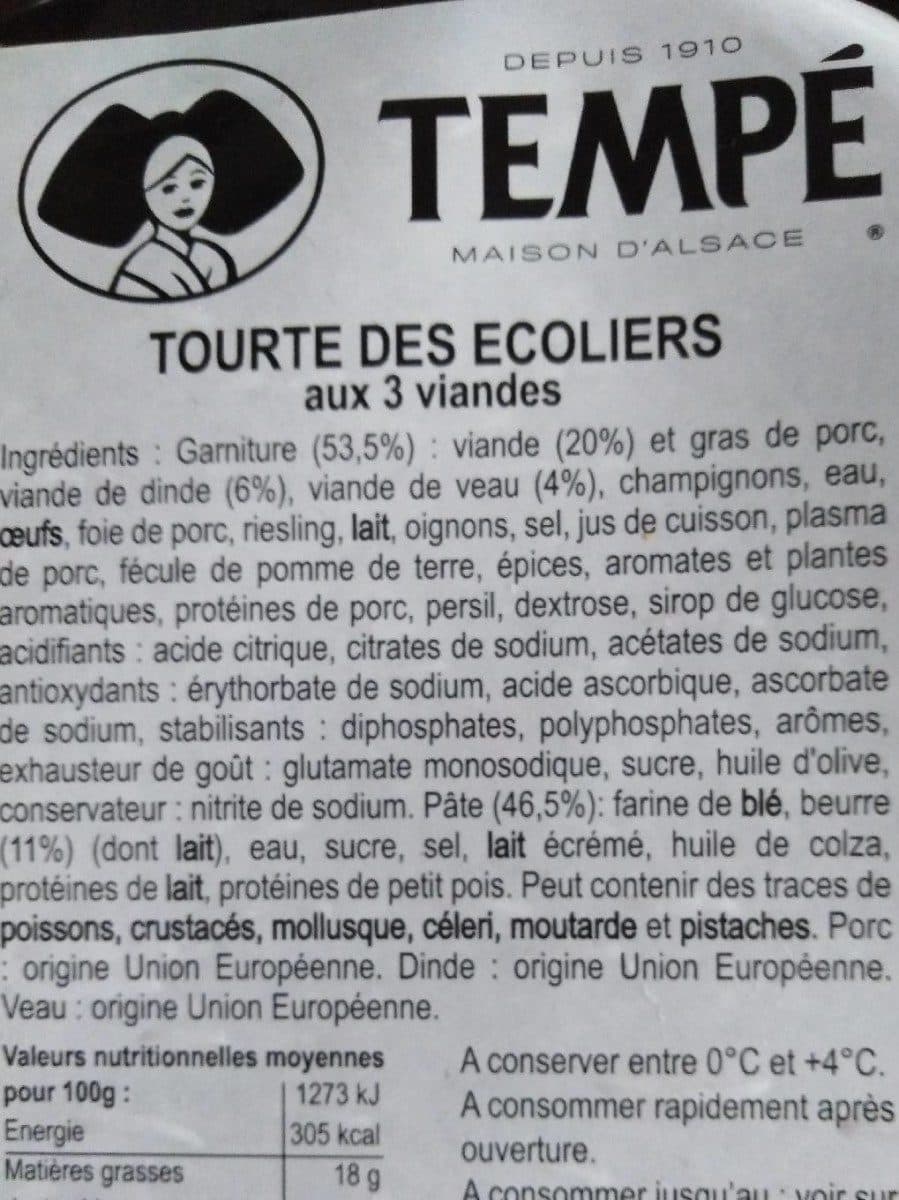 DEPUIS 1910
TEMPÉ
MAISON D'ALSACE ®
TOURTE DES ECOLIERS
aux 3 viandes
Ingrédients : Garniture (53,5%) : viande (20%) et gras de porc,
viande de dinde (6%), viande de veau (4%), champignons, eau,
œufs, foie de porc, riesling, lait, oignons, sel, jus de cuisson, plasma
de porc, fécule de pomme de terre, épices, aromates et plantes
aromatiques, protéines de porc, persil, dextrose, sirop de glucose,
acidifiants : acide citrique, citrates de sodium, acétates de sodium,
antioxydants : érythorbate de sodium, acide ascorbique, ascorbate
de sodium, stabilisants : diphosphates, polyphosphates, arômes,
exhausteur de goût : glutamate monosodique, sucre, huile d'olive,
conservateur : nitrite de sodium. Pâte (46,5%): farine de blé, beurre
(11%) (dont lait), eau, sucre, sel, lait écrémé, huile de colza,
protéines de lait, protéines de petit pois. Peut contenir des traces de
poissons, crustacés, mollusque, céleri, moutarde et pistaches. Porc
: origine Union Européenne. Dinde : origine Union Européenne.
Veau : origine Union Européenne.
Valeurs nutritionnelles moyennes
pour 100g : 1273 kJ
Energie 305 kcal
Matières grasses 18 g
A conserver entre 0°C et +4°C.
A consommer rapidement après
ouverture.
A consommer jusqu'au : voir sur